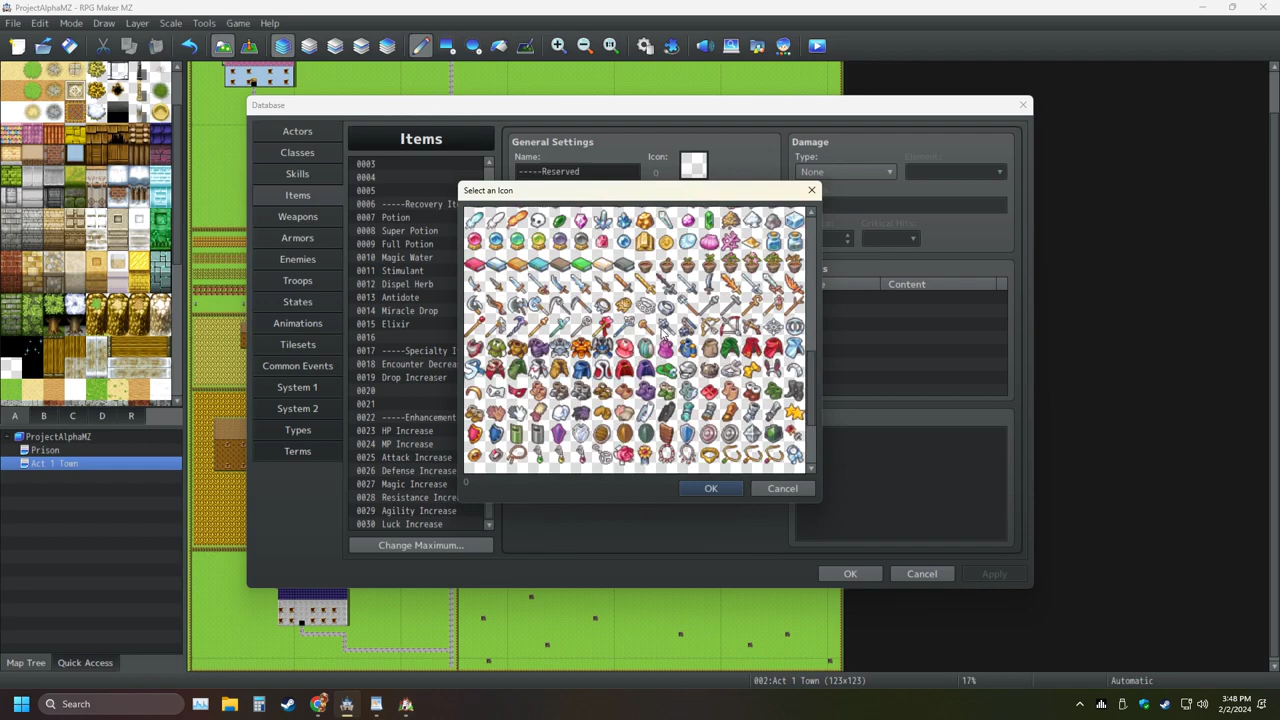 ProjectAlphaMZ - RPG Maker MZ
File Edit Mode Draw Layer Scale Tools Game Help
Database
Actors
Classes
Skills
Items
Weapons
Armors
Enemies
Troops
States
Animations
Tilesets
Common Events
System 1
System 2
Types
Terms
Items
0003
0004
0005
0006 -----Recovery Ite
0007 Potion
0008 Super Potion
0009 Full Potion
0010 Magic Water
0011 Stimulant
0012 Dispel Herb
0013 Antidote
0014 Miracle Drop
0015 Elixir
0016
0017 -----Specialty I
0018 Encounter Decrea
0019 Drop Increaser
0020
0021
0022 -----Enhancement
0023 HP Increase
0024 MP Increase
0025 Attack Increase
0026 Defense Increase
0027 Magic Increase
0028 Resistance Incre
0029 Agility Increase
0030 Luck Increase
Change Maximum...
General Settings
Name: Icon:
-----Reserved 0
Damage
Type: Element:
None
Critical Hits:
Content
Select an Icon
0
OK Cancel
OK Cancel Apply
A B C D R
ProjectAlphaMZ
Prison
Act 1 Town
Map Tree Quick Access
002:Act 1 Town (123x123) 17% Automatic
Search
3:48 PM
2/2/2024